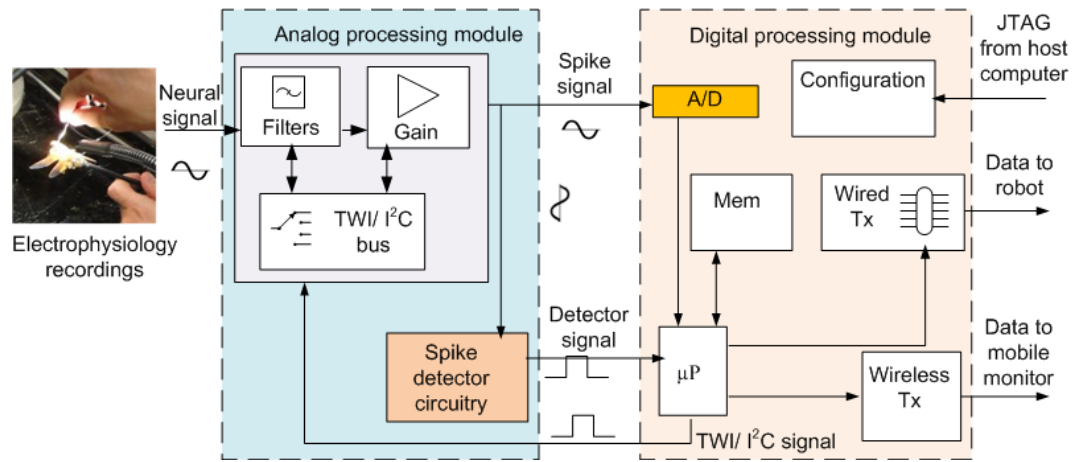 Analog processing module
Digital processing module
JTAG
from host
computer
Neural
signal
Filters
Gain
Spike
signal
A/D
Configuration
TWI/ I²C
bus
Electrophysiology
recordings
Mem
Wired
Tx
Data to
robot
Spike
detector
circuitry
Detector
signal
μP
Wireless
Tx
Data to
mobile
monitor
TWI/ I²C signal